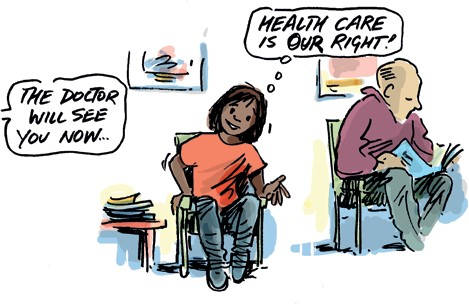 THE DOCTOR
WILL SEE
YOU NOW...
HEALTH CARE
IS OUR RIGHT!